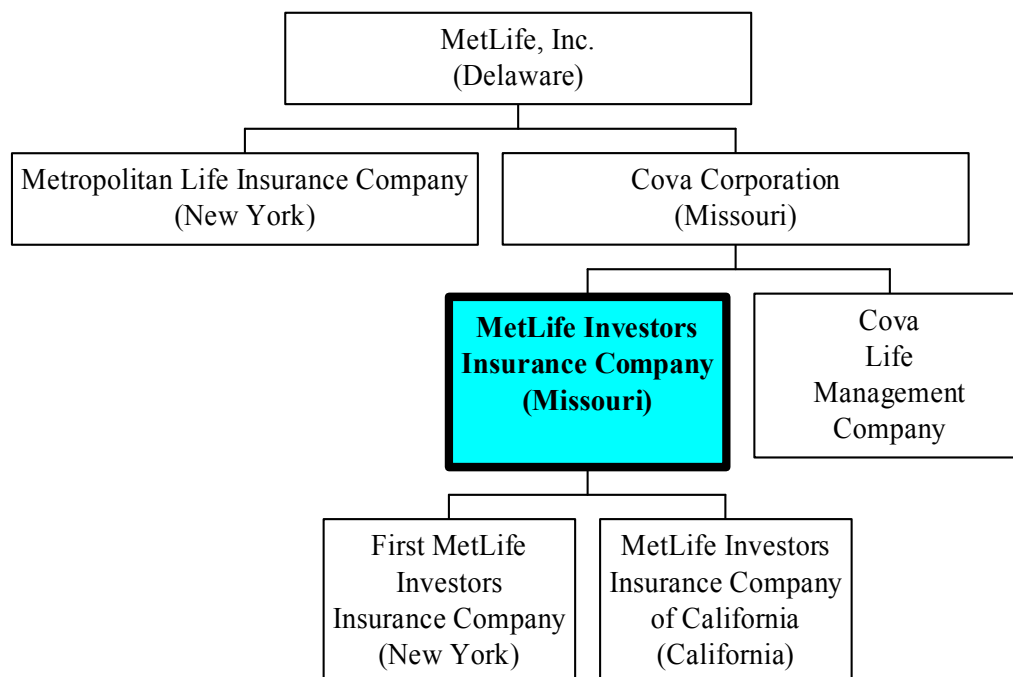 MetLife, Inc.
(Delaware)
Metropolitan Life Insurance Company
(New York)
Cova Corporation
(Missouri)
MetLife Investors
Insurance Company
(Missouri)
Cova
Life
Management
Company
First MetLife
Investors
Insurance Company
(New York)
MetLife Investors
Insurance Company
of California
(California)